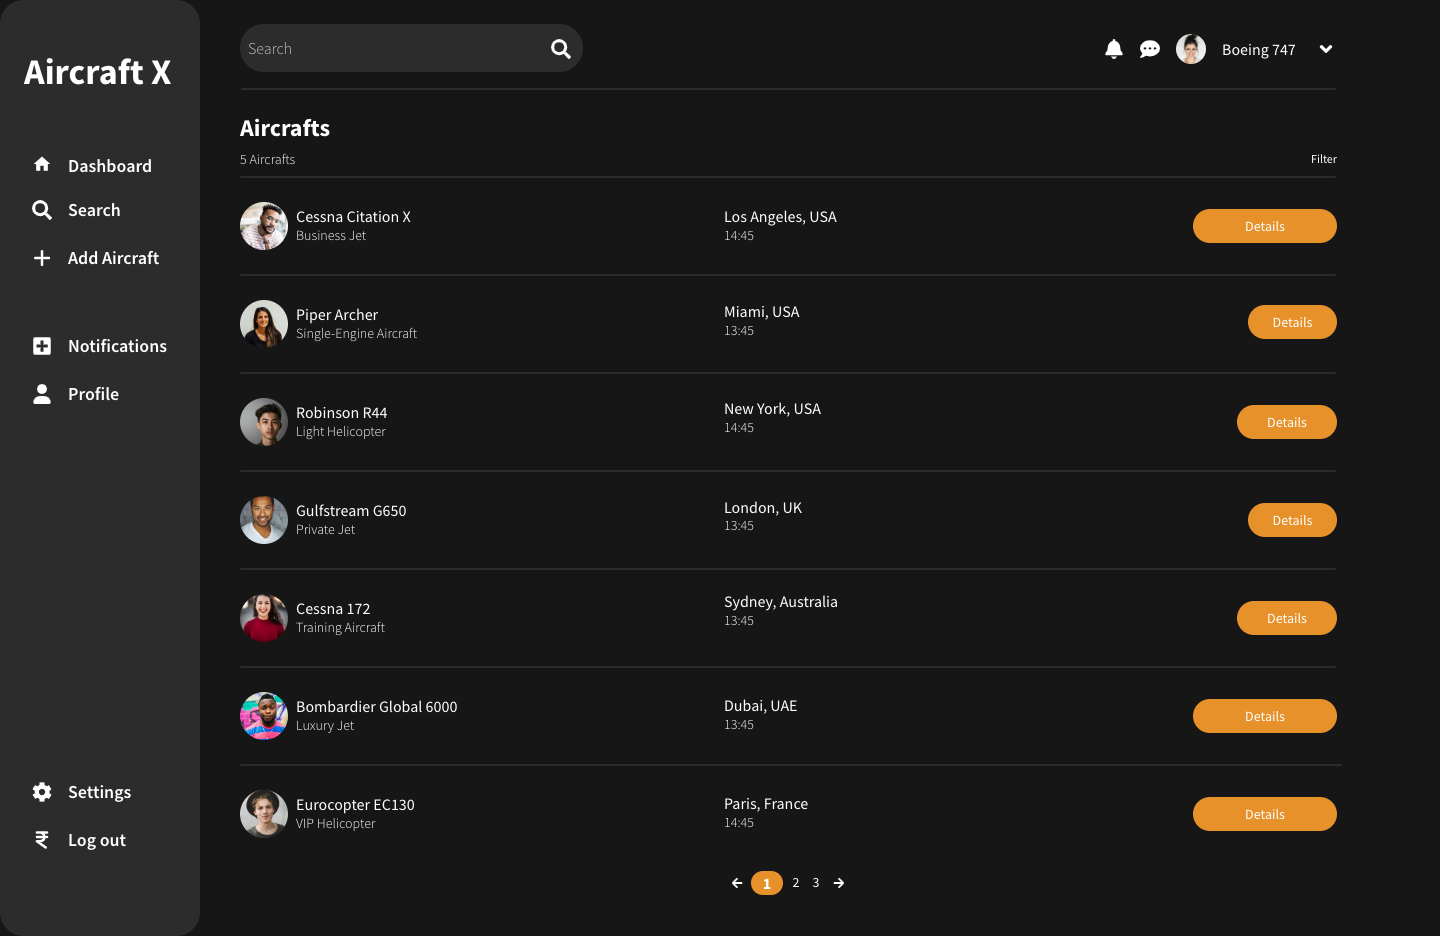 Aircraft X
Dashboard
Search
Add Aircraft
Notifications
Profile
Settings
Log out
Search
Boeing 747
Aircrafts
5 Aircrafts
Filter
Cessna Citation X
Business Jet
Los Angeles, USA
14:45
Details
Piper Archer
Single-Engine Aircraft
Miami, USA
13:45
Details
Robinson R44
Light Helicopter
New York, USA
14:45
Details
Gulfstream G650
Private Jet
London, UK
13:45
Details
Cessna 172
Training Aircraft
Sydney, Australia
13:45
Details
Bombardier Global 6000
Luxury Jet
Dubai, UAE
13:45
Details
Eurocopter EC130
VIP Helicopter
Paris, France
14:45
Details
1 2 3